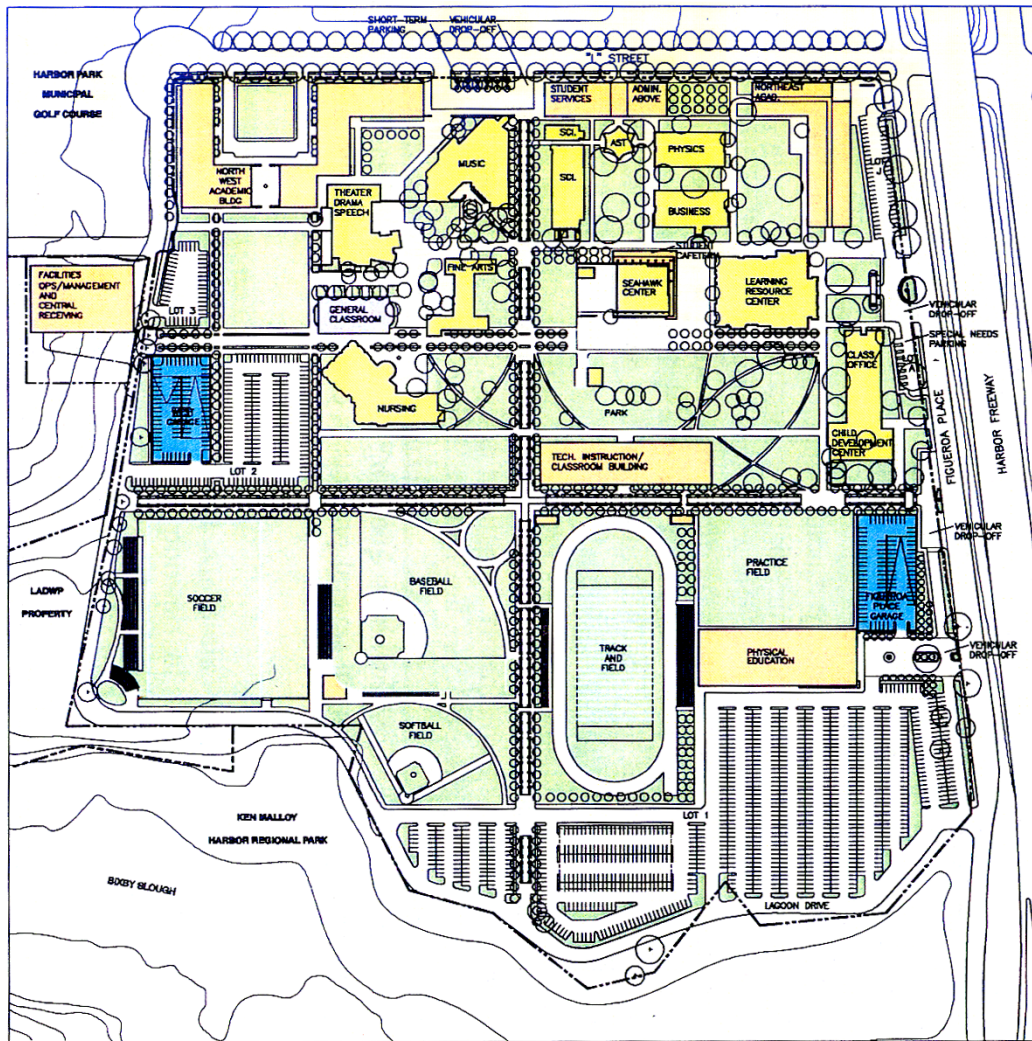 SHORT-TERM
PARKING
VEHICULAR
DROP-OFF
"L" STREET
HARBOR PARK
MUNICIPAL
GOLF COURSE
STUDENT
SERVICES
ADMIN.
ABOVE
NORTHEAST
ACAD.
LOT
NORTH
WEST
ACADEMIC
BLDG
THEATER
DRAMA
SPEECH
MUSIC
SCI.
SCI.
AST
PHYSICS
BUSINESS
STUDENT
CAFETERIA
FACILITIES
OPS/MANAGEMENT
AND
CENTRAL
RECEIVING
LOT 3
GENERAL
CLASSROOM
FINE ARTS
SEAHAWK
CENTER
LEARNING
RESOURCE
CENTER
VEHICULAR
DROP-OFF
SPECIAL NEEDS
PARKING
WEST
GARAGE
LOT 2
NURSING
PARK
CLASS
OFFICE
CHILD
DEVELOPMENT
CENTER
TECH. INSTRUCTION/
CLASSROOM BUILDING
FIGUEROA PLACE
HARBOR FREEWAY
VEHICULAR
DROP-OFF
LADWP
PROPERTY
SOCCER
FIELD
BASEBALL
FIELD
TRACK
AND
FIELD
PRACTICE
FIELD
FIGUEROA
PLACE
GARAGE
PHYSICAL
EDUCATION
VEHICULAR
DROP-OFF
SOFTBALL
FIELD
KEN MALLOY
HARBOR REGIONAL PARK
BIXBY SLOUGH
LOT 1
LAGOON DRIVE